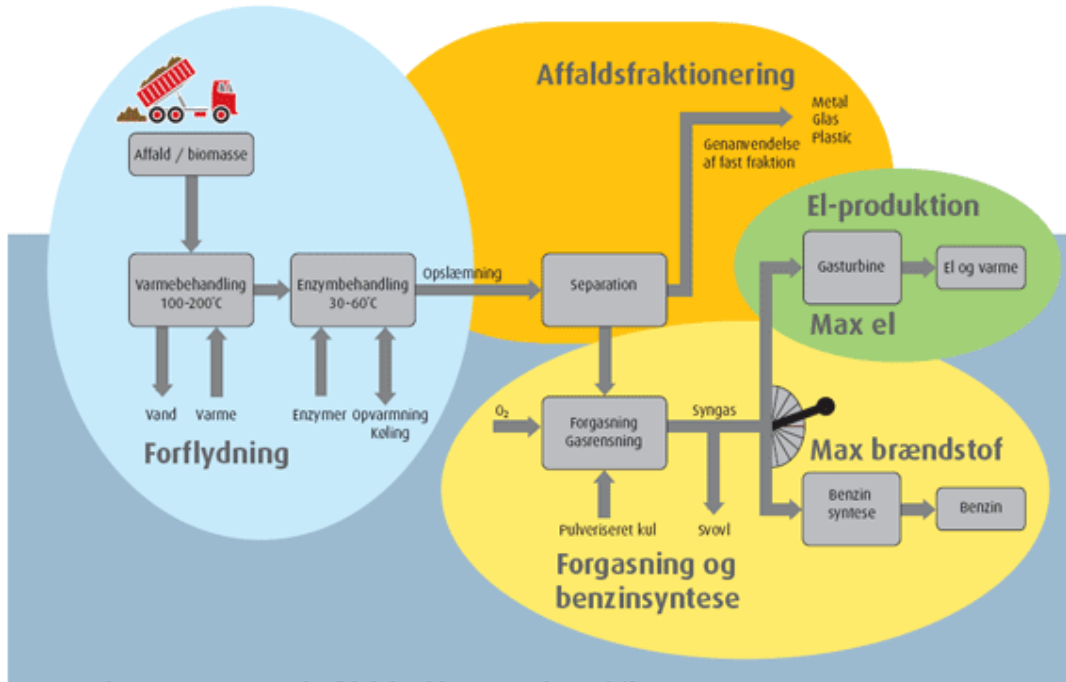 Affaldsfraktionering
Metal
Glas
Plastic
Genanvendelse
af fast fraktion
Affald / biomasse
El-produktion
Varmebehandling
100-200°C
Enzymbehandling
30-60°C
Opslæmning
Separation
Gasturbine
El og varme
Max el
Vand
Varme
Enzymer
Opvarmning
Køling
Forflydning
O₂
Forgasning
Gasrensning
Syngas
Max brændstof
Benzin
syntese
Benzin
Pulveriseret kul
Svovl
Forgasning og
benzinsyntese